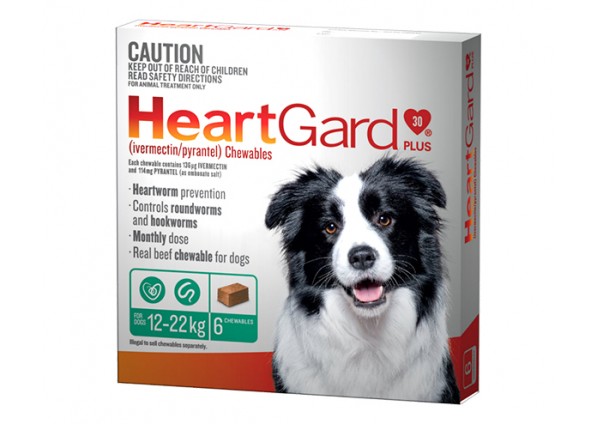 CAUTION
KEEP OUT OF REACH OF CHILDREN
READ SAFETY DIRECTIONS
FOR ANIMAL TREATMENT ONLY
HeartGard 30 ®
PLUS
(ivermectin/pyrantel) Chewables
Each chewable contains 136µg IVERMECTIN
and 114mg PYRANTEL (as embonate salt)
· Heartworm prevention
· Controls roundworms
and hookworms
· Monthly dose
· Real beef chewable for dogs
FOR DOGS 12-22kg 6 CHEWABLES
Illegal to sell chewables separately.
HeartGard
PLUS
6